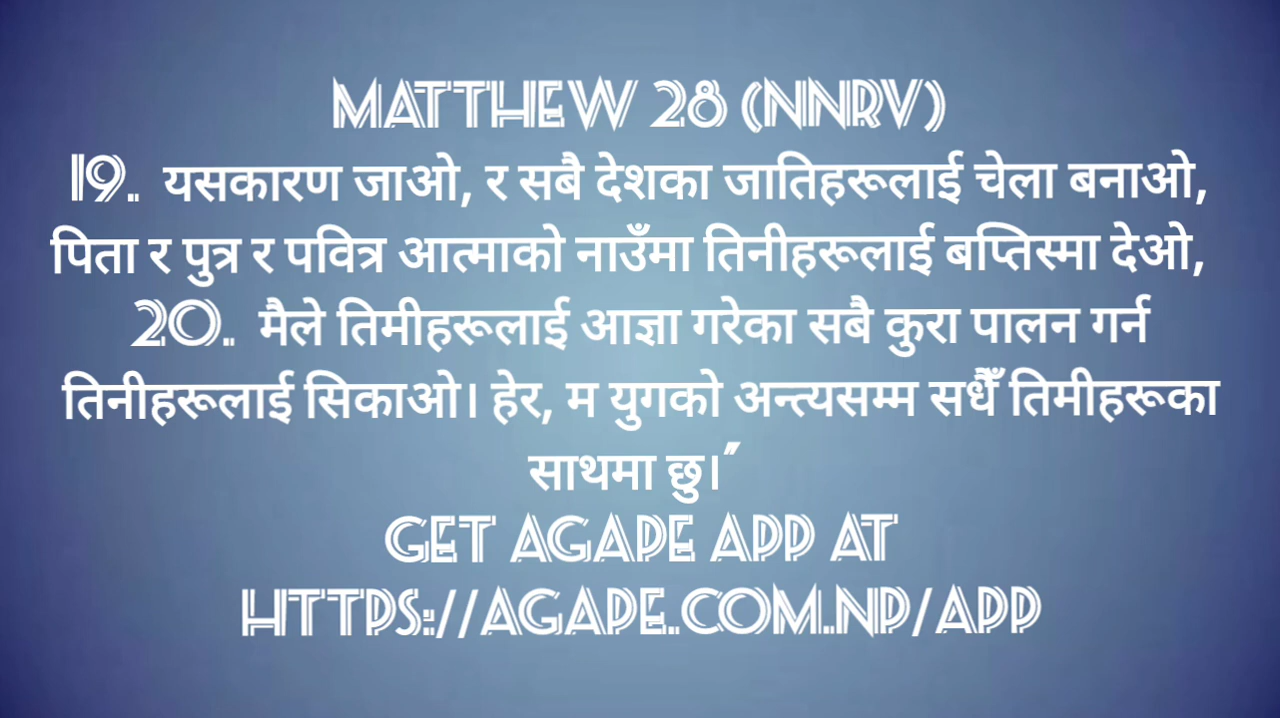 MATTHEW 28 (NNRV)
19. यसकारण जाओ, र सबै देशका जातिहरूलाई चेला बनाओ,
पिता र पुत्र र पवित्र आत्माको नाउँमा तिनीहरूलाई बप्तिस्मा देओ,
20. मैले तिमीहरूलाई आज्ञा गरेका सबै कुरा पालन गर्न
तिनीहरूलाई सिकाओ। हेर, म युगको अन्त्यसम्म सधैँ तिमीहरूका
साथमा छु।”
GET AGAPE APP AT
HTTPS://AGAPE.COM.NP/APP